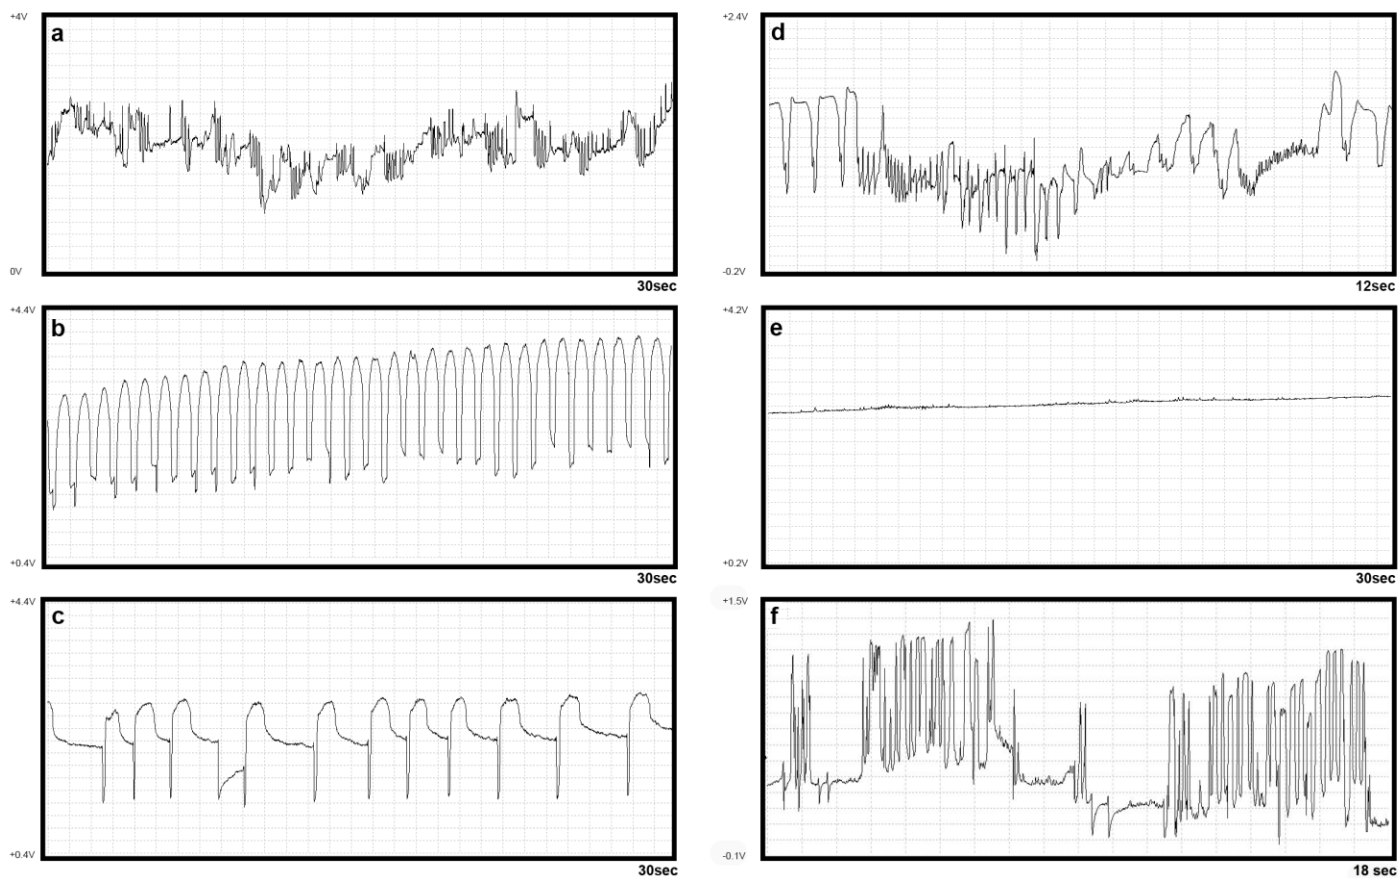 +4V
a
0V
30sec
+4.4V
b
+0.4V
30sec
+4.4V
c
+0.4V
30sec
+2.4V
d
-0.2V
12sec
+4.2V
e
+0.2V
30sec
+1.5V
f
-0.1V
18 sec